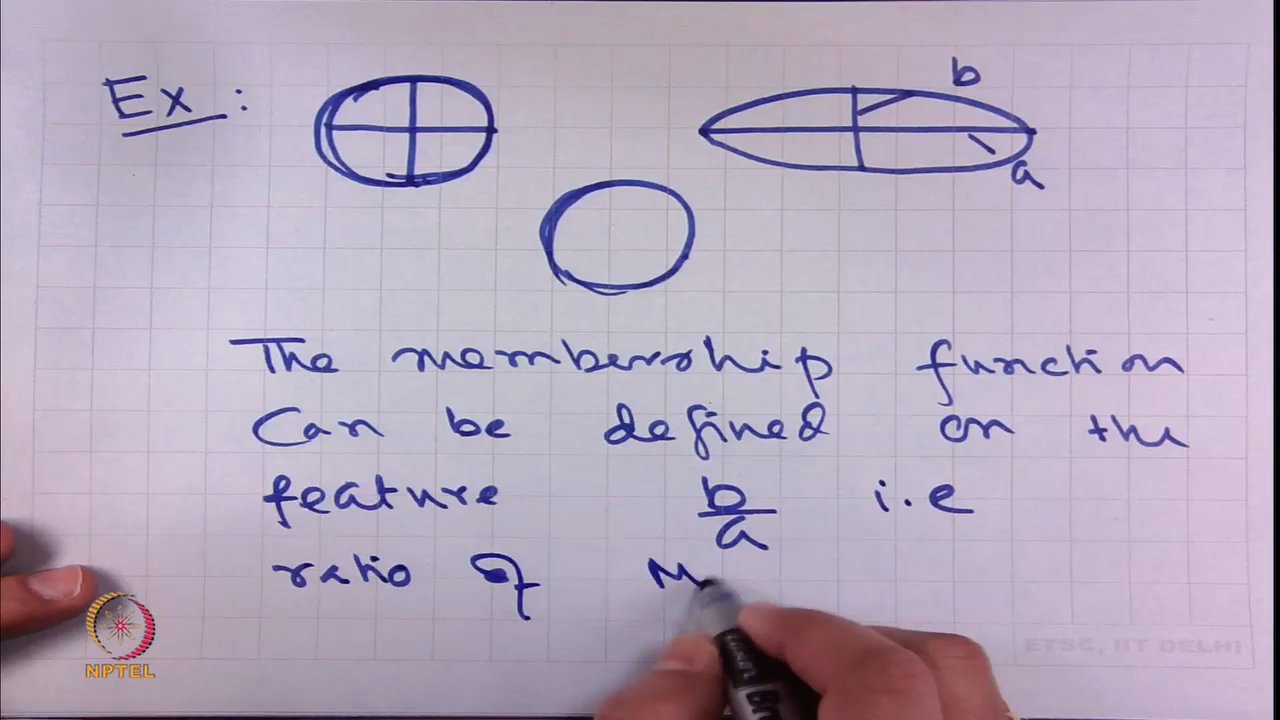 Ex :
b
a
The membership function
Can be defined on the
feature b/a i.e
ratio of M
NPTEL
ETSC, IIT DELHI